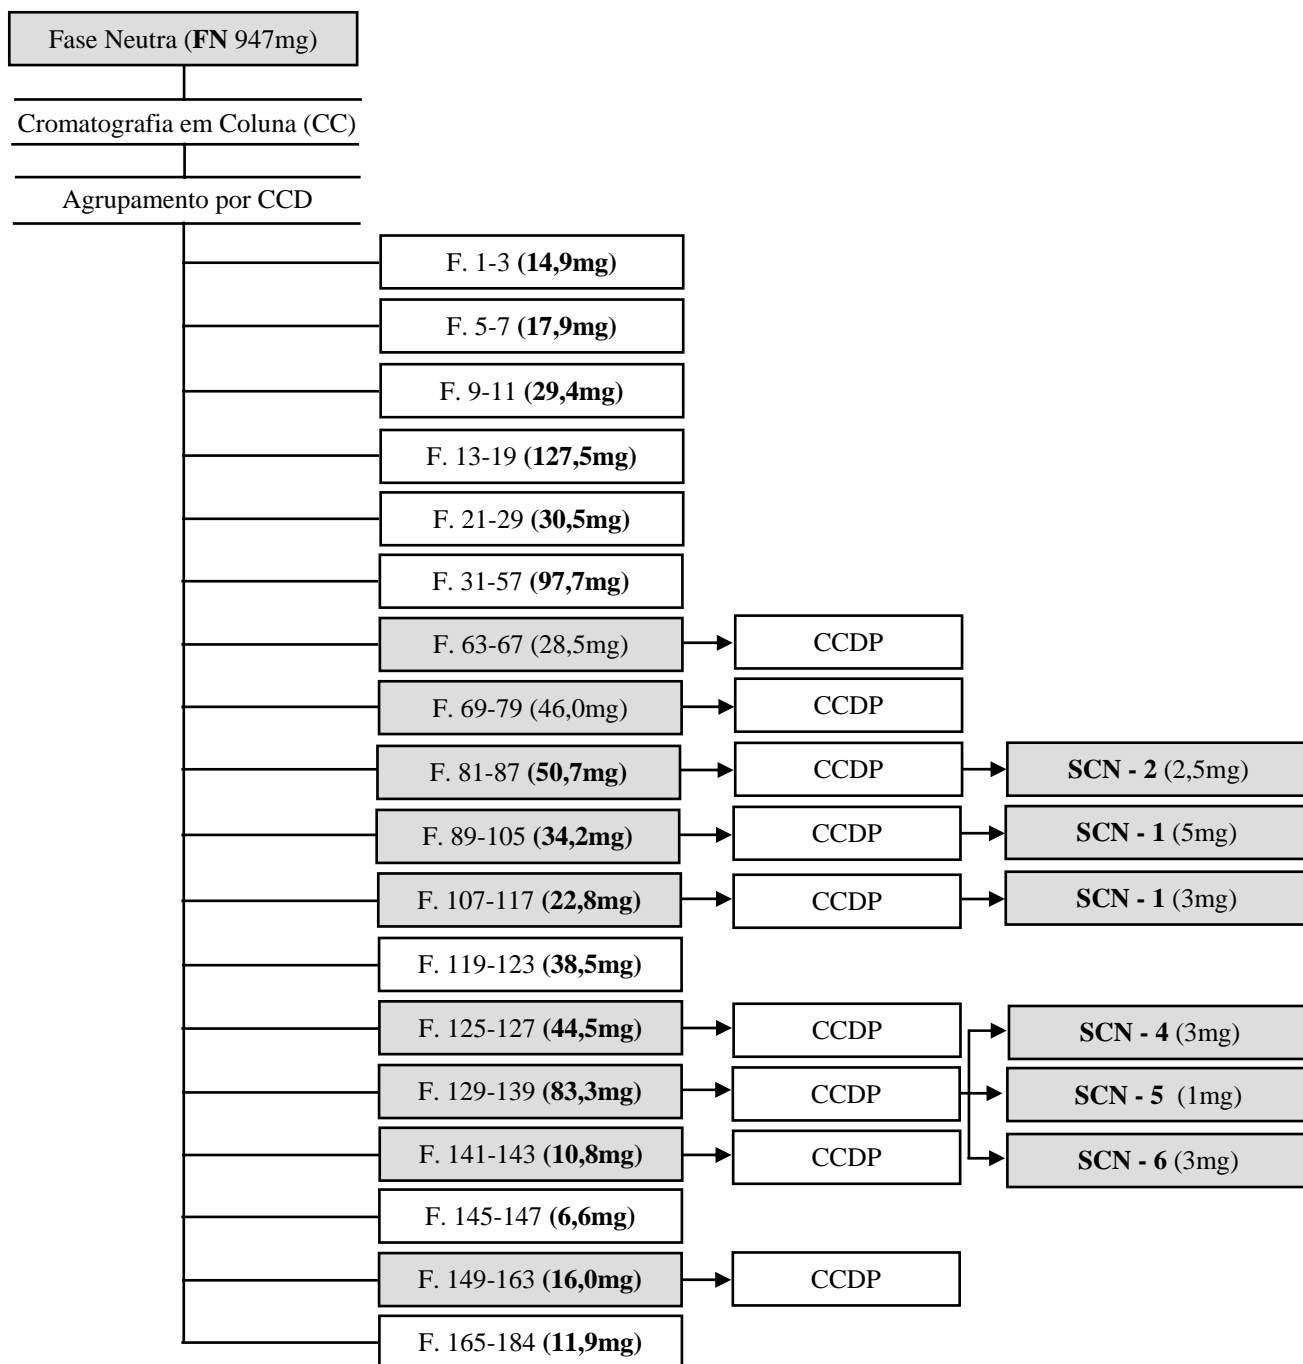 Fase Neutra (FN 947mg)
Cromatografia em Coluna (CC)
Agrupamento por CCD
F. 1-3 (14,9mg)
F. 5-7 (17,9mg)
F. 9-11 (29,4mg)
F. 13-19 (127,5mg)
F. 21-29 (30,5mg)
F. 31-57 (97,7mg)
F. 63-67 (28,5mg) CCDP
F. 69-79 (46,0mg) CCDP
F. 81-87 (50,7mg) CCDP SCN - 2 (2,5mg)
F. 89-105 (34,2mg) CCDP SCN - 1 (5mg)
F. 107-117 (22,8mg) CCDP SCN - 1 (3mg)
F. 119-123 (38,5mg)
F. 125-127 (44,5mg) CCDP SCN - 4 (3mg)
F. 129-139 (83,3mg) CCDP SCN - 5 (1mg)
F. 141-143 (10,8mg) CCDP SCN - 6 (3mg)
F. 145-147 (6,6mg)
F. 149-163 (16,0mg) CCDP
F. 165-184 (11,9mg)